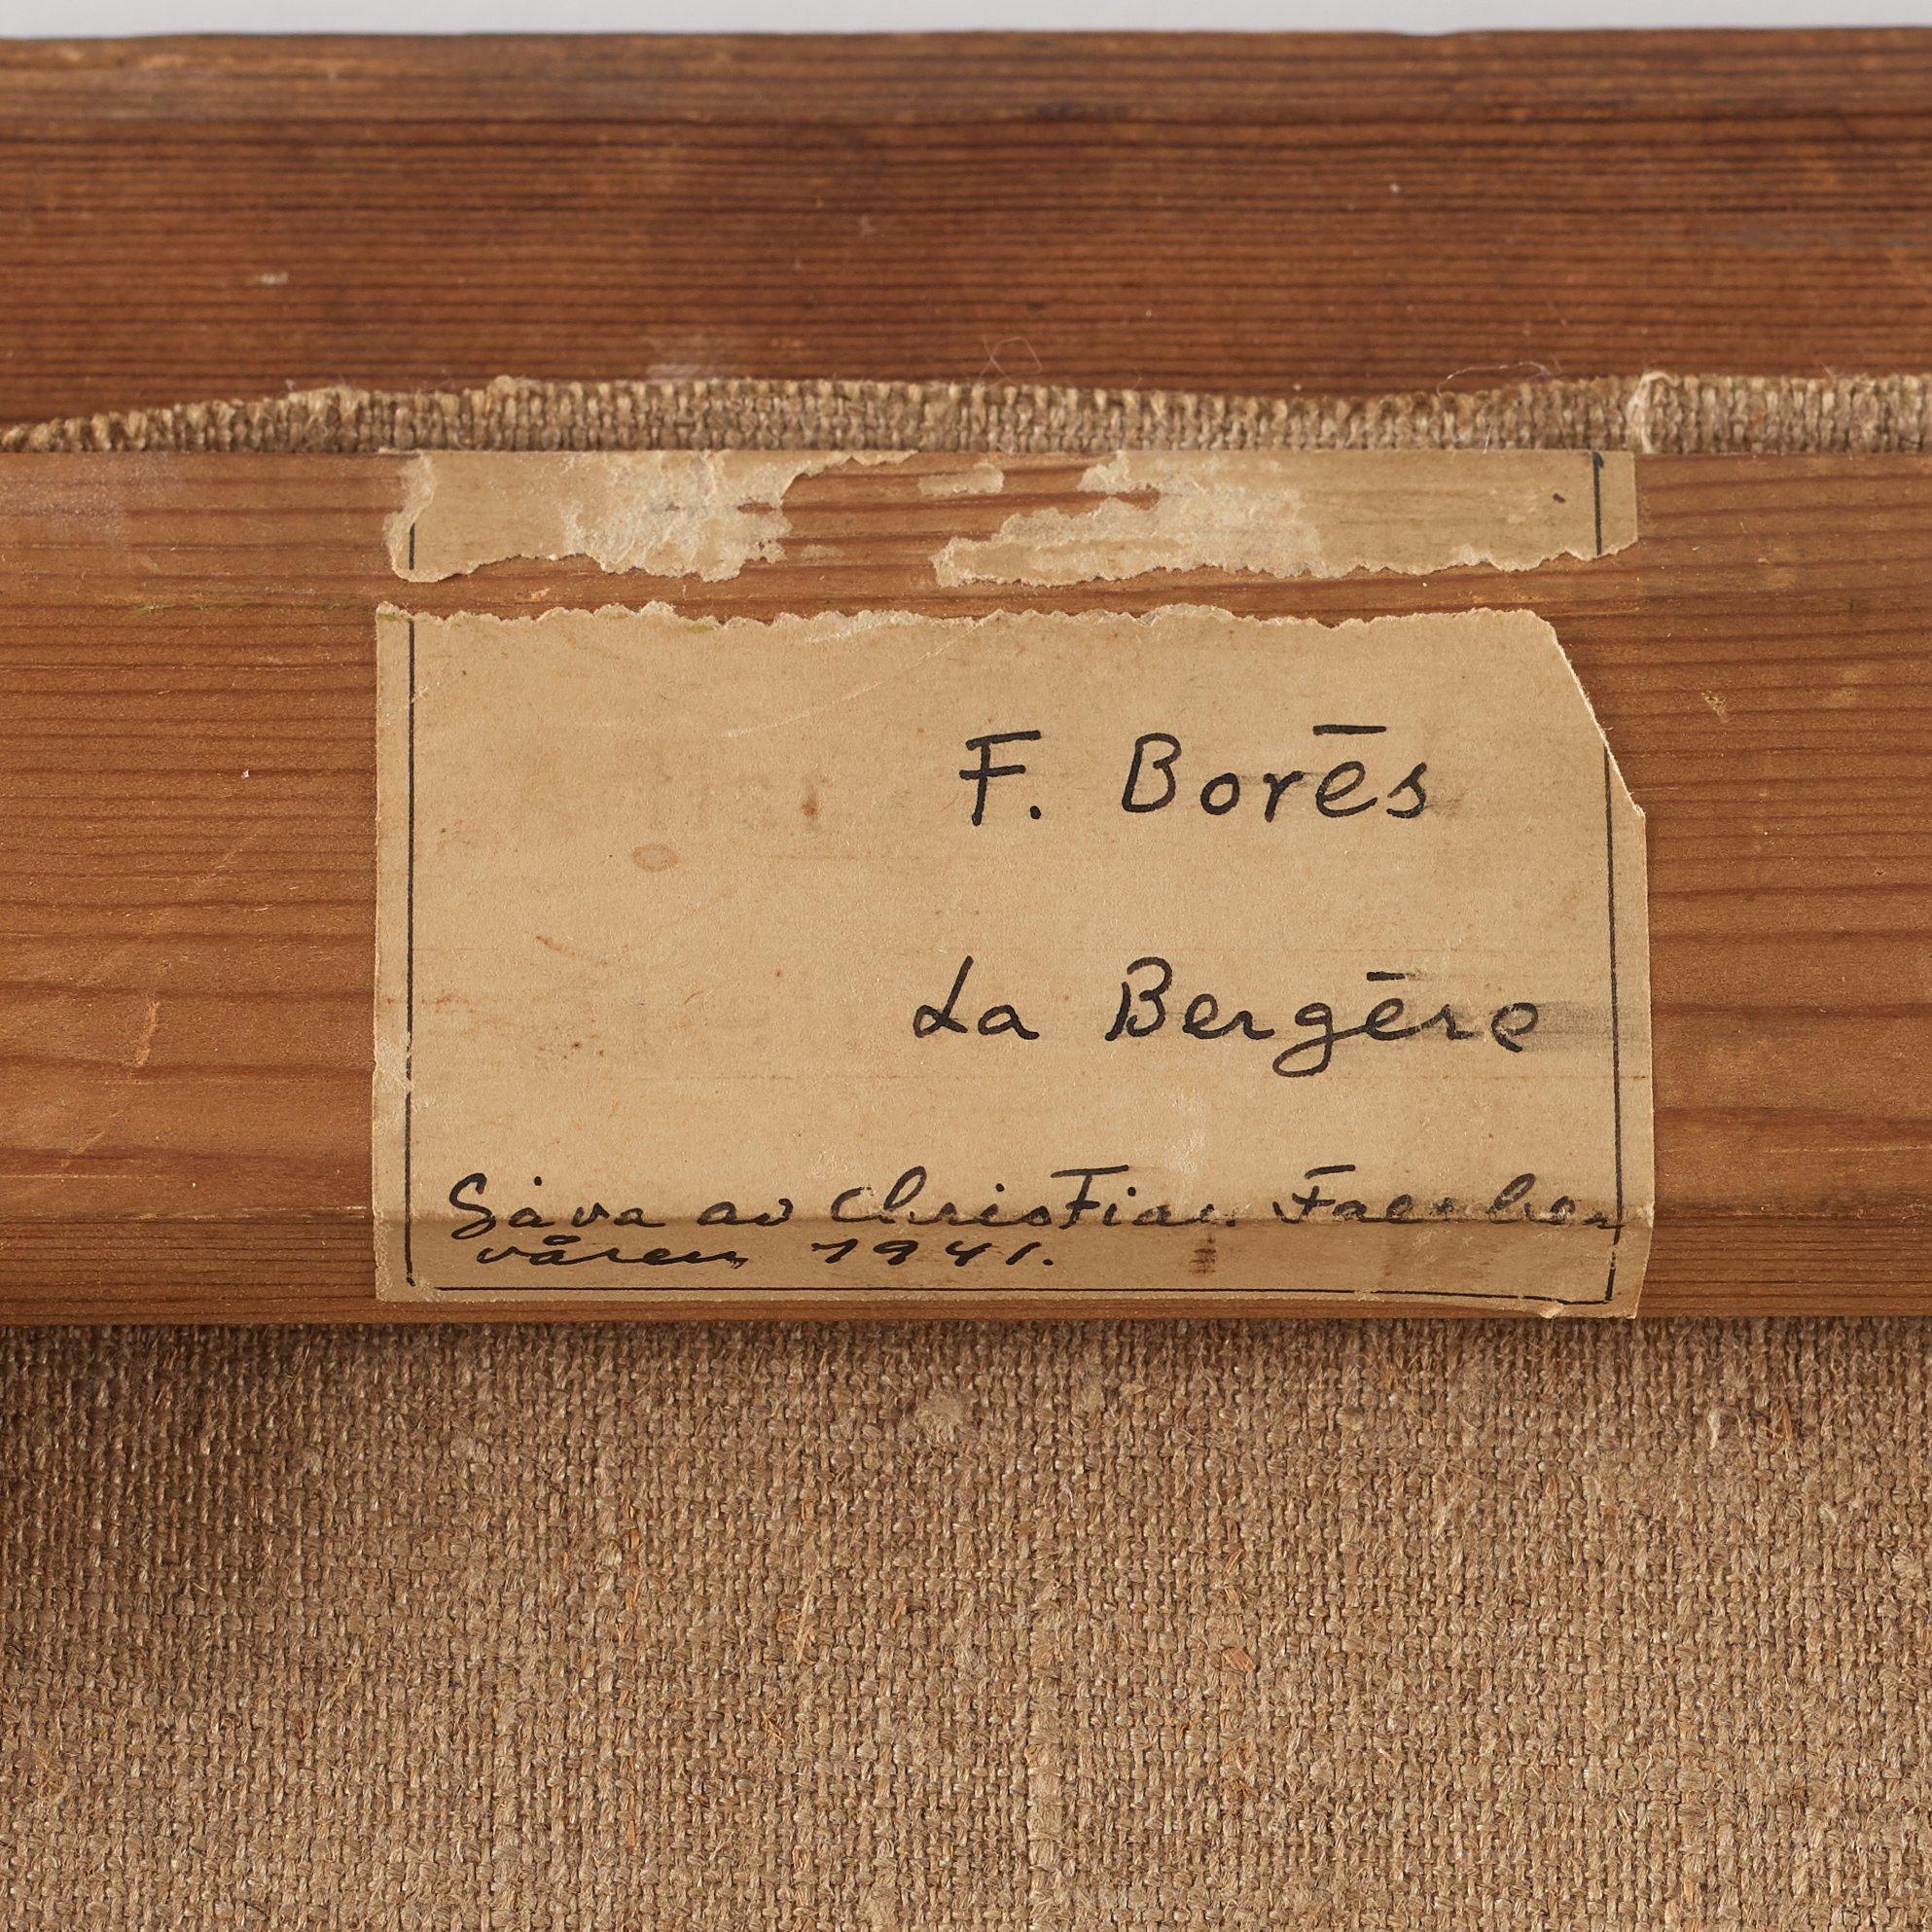 F. Borēs
La Bergēre
Gåva av Christian Faerber
våren 1941.